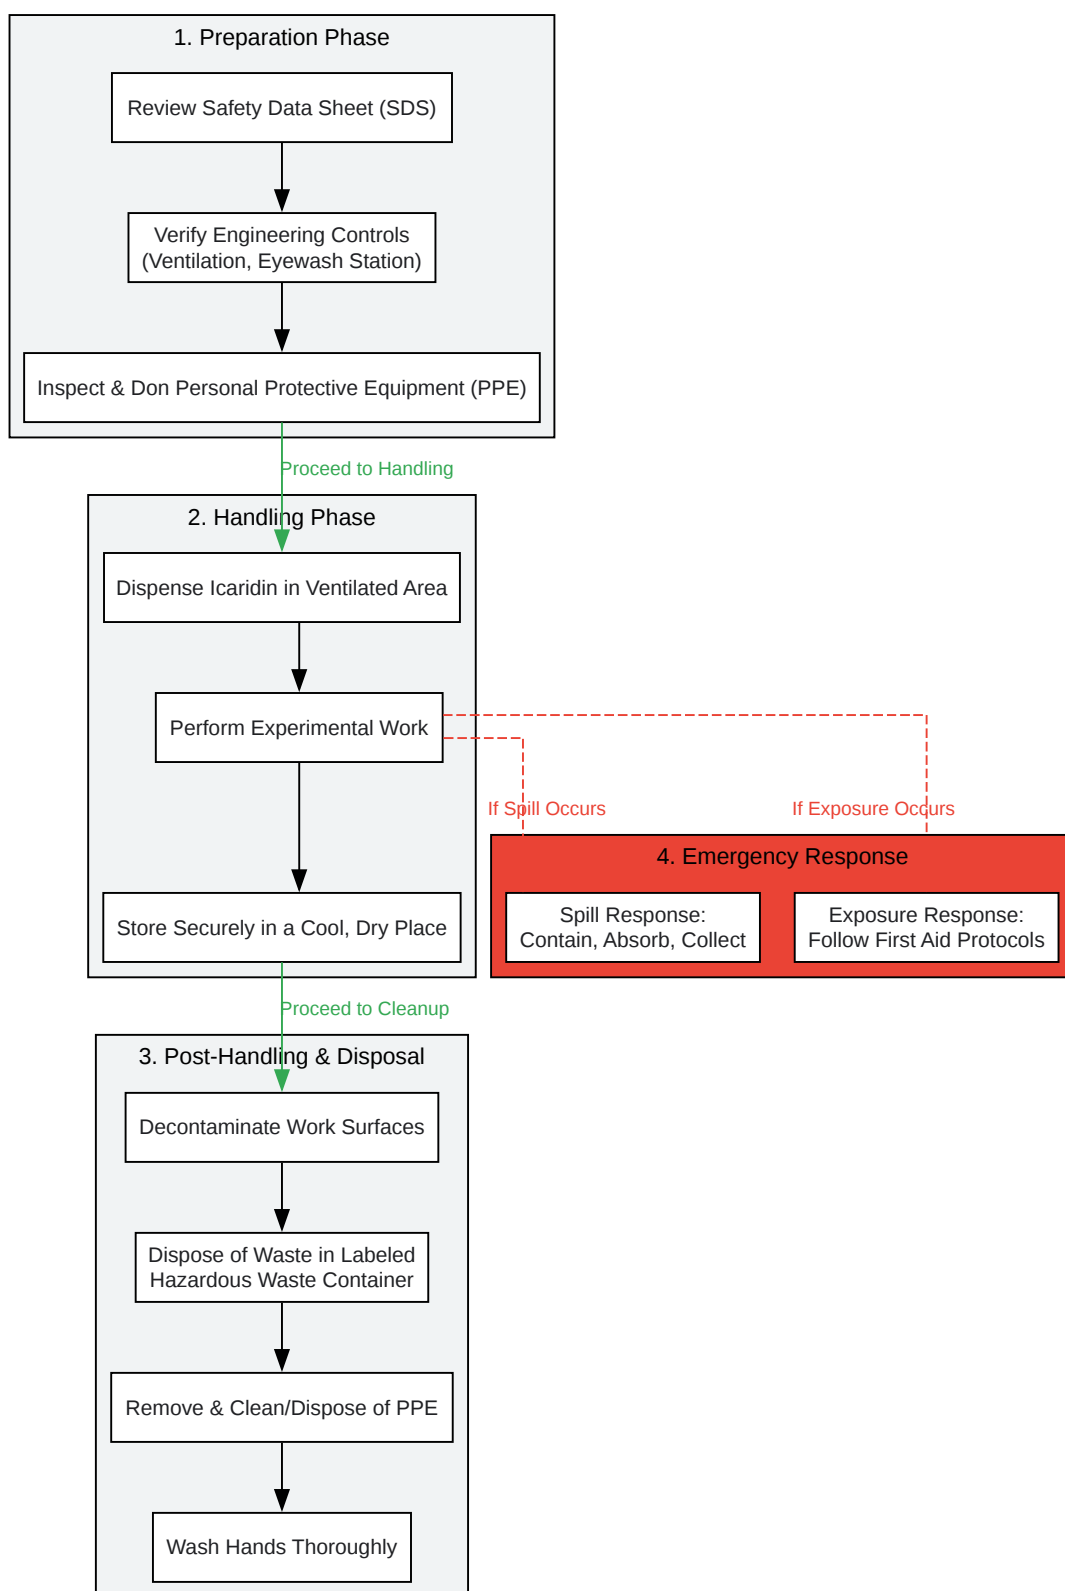 1. Preparation Phase
Review Safety Data Sheet (SDS)
Verify Engineering Controls
(Ventilation, Eyewash Station)
Inspect & Don Personal Protective Equipment (PPE)
Proceed to Handling
2. Handling Phase
Dispense Icaridin in Ventilated Area
Perform Experimental Work
If Spill Occurs
If Exposure Occurs
4. Emergency Response
Spill Response:
Contain, Absorb, Collect
Exposure Response:
Follow First Aid Protocols
Store Securely in a Cool, Dry Place
Proceed to Cleanup
3. Post-Handling & Disposal
Decontaminate Work Surfaces
Dispose of Waste in Labeled
Hazardous Waste Container
Remove & Clean/Dispose of PPE
Wash Hands Thoroughly